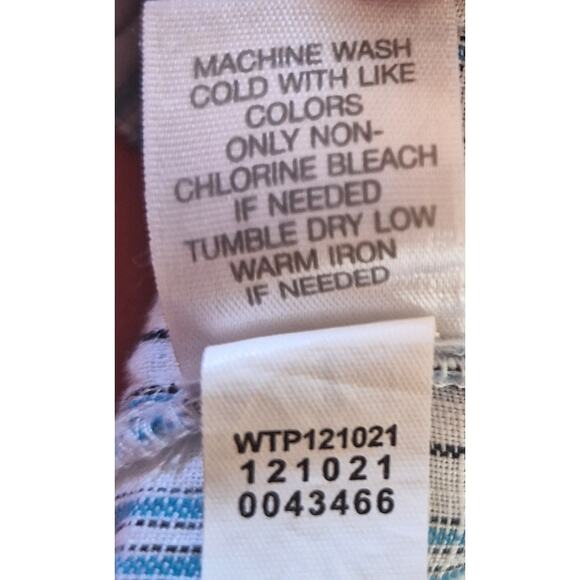 MACHINE WASH
COLD WITH LIKE
COLORS
ONLY NON-
CHLORINE BLEACH
IF NEEDED
TUMBLE DRY LOW
WARM IRON
IF NEEDED
WTP121021
121021
0043466